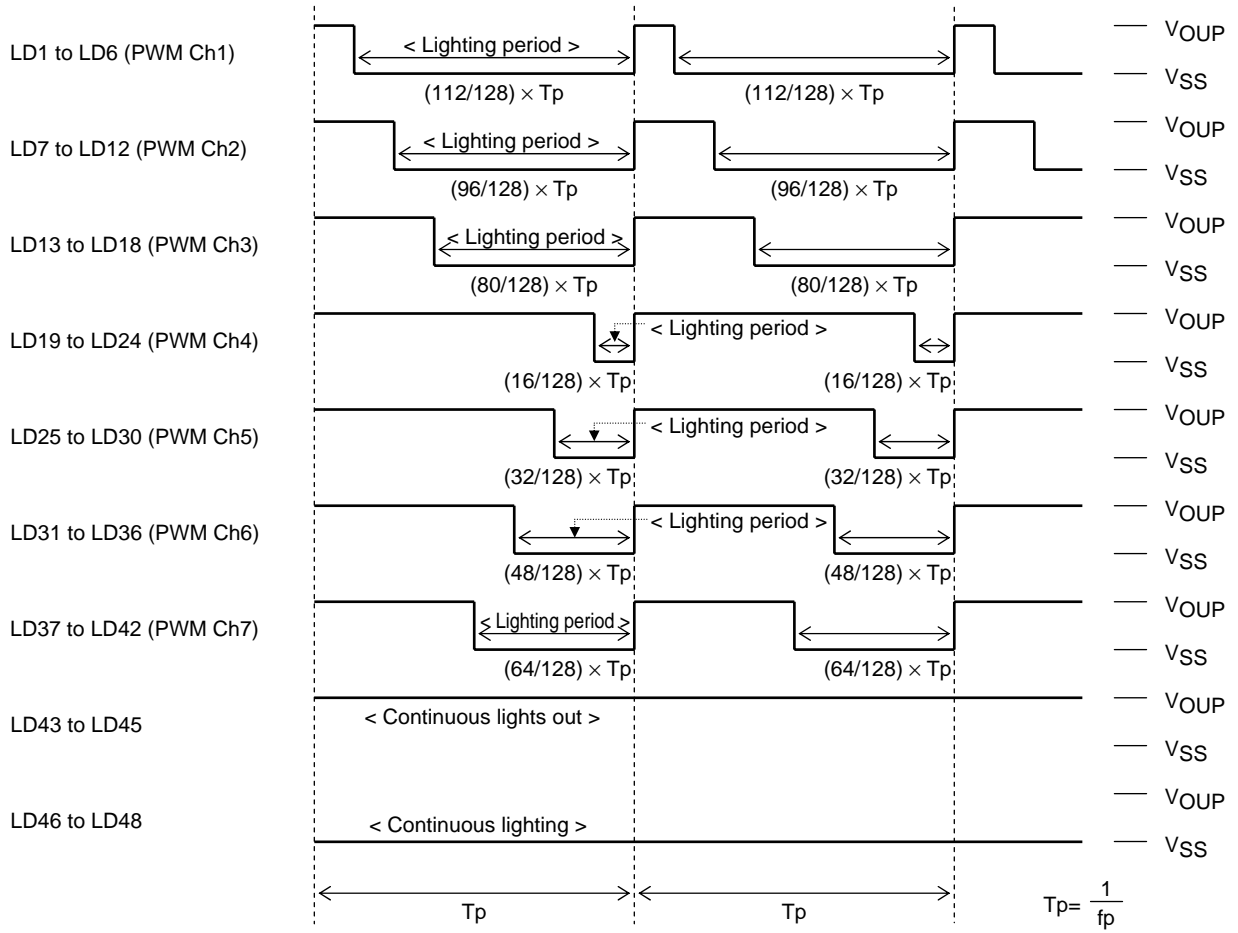 LD1 to LD6 (PWM Ch1)
< Lighting period >
(112/128) × Tp
(112/128) × Tp
VOUP
VSS
LD7 to LD12 (PWM Ch2)
< Lighting period >
(96/128) × Tp
(96/128) × Tp
VOUP
VSS
LD13 to LD18 (PWM Ch3)
< Lighting period >
(80/128) × Tp
(80/128) × Tp
VOUP
VSS
LD19 to LD24 (PWM Ch4)
< Lighting period >
(16/128) × Tp
(16/128) × Tp
VOUP
VSS
LD25 to LD30 (PWM Ch5)
< Lighting period >
(32/128) × Tp
(32/128) × Tp
VOUP
VSS
LD31 to LD36 (PWM Ch6)
< Lighting period >
(48/128) × Tp
(48/128) × Tp
VOUP
VSS
LD37 to LD42 (PWM Ch7)
< Lighting period >
(64/128) × Tp
(64/128) × Tp
VOUP
VSS
LD43 to LD45
< Continuous lights out >
VOUP
VSS
LD46 to LD48
< Continuous lighting >
VOUP
VSS
Tp
Tp
Tp= 1
fp